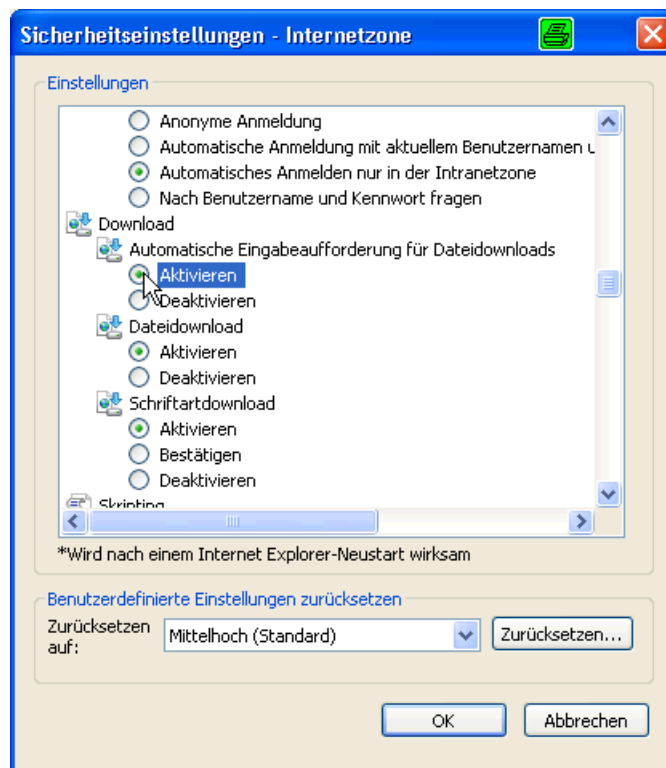 Sicherheitseinstellungen - Internetzone
Einstellungen
Anonyme Anmeldung
Automatische Anmeldung mit aktuellem Benutzernamen u
Automatisches Anmelden nur in der Intranetzone
Nach Benutzername und Kennwort fragen
Download
Automatische Eingabeaufforderung für Dateidownloads
Aktivieren
Deaktivieren
Dateidownload
Aktivieren
Deaktivieren
Schriftartdownload
Aktivieren
Bestätigen
Deaktivieren
Skripting
*Wird nach einem Internet Explorer-Neustart wirksam
Benutzerdefinierte Einstellungen zurücksetzen
Zurücksetzen
auf:
Mittelhoch (Standard)
Zurücksetzen...
OK
Abbrechen